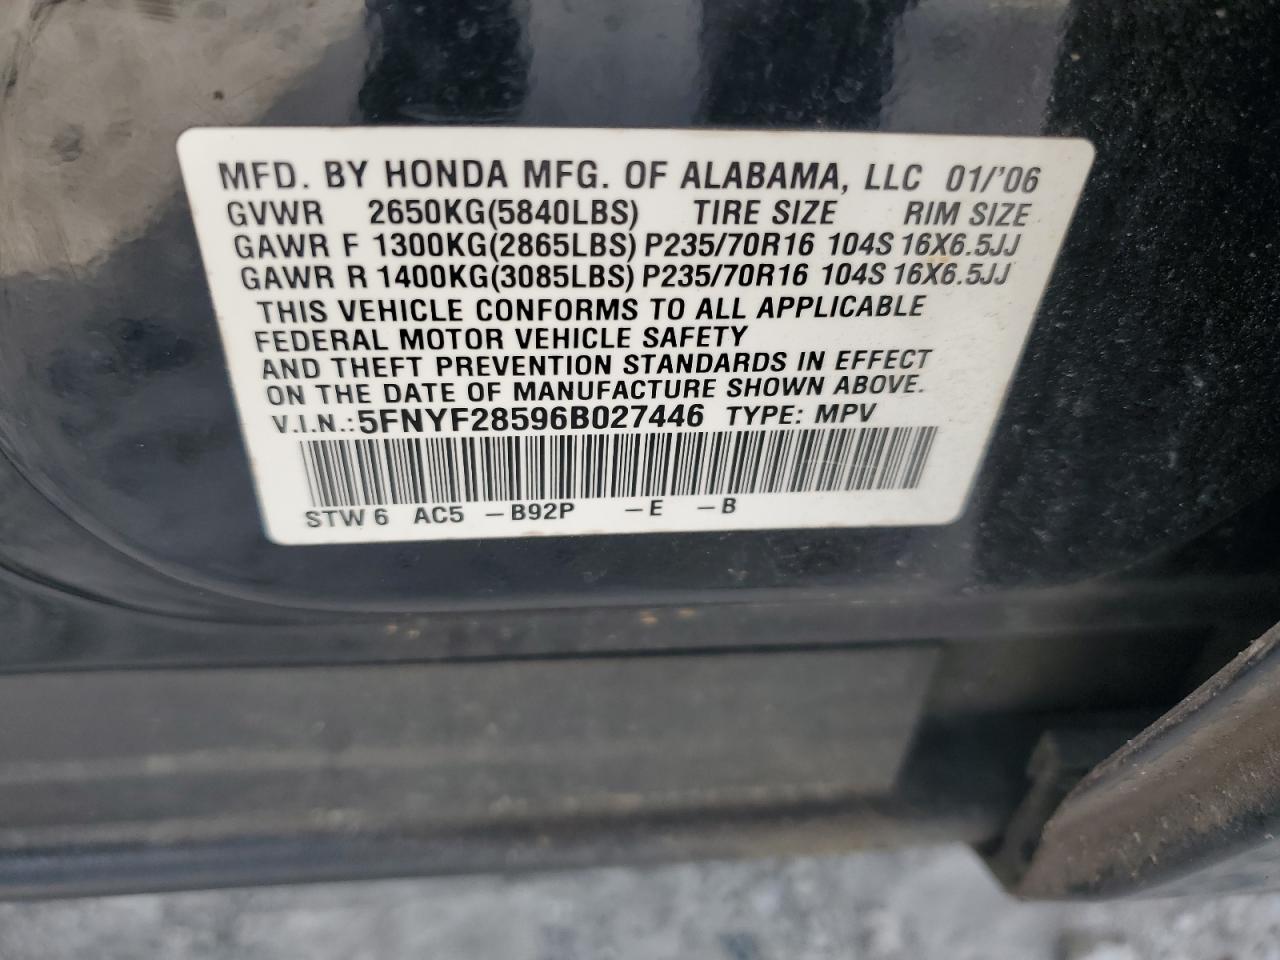 MFD. BY HONDA MFG. OF ALABAMA, LLC 01/'06
GVWR 2650KG(5840LBS) TIRE SIZE RIM SIZE
GAWR F 1300KG(2865LBS) P235/70R16 104S 16X6.5JJ
GAWR R 1400KG(3085LBS) P235/70R16 104S 16X6.5JJ
THIS VEHICLE CONFORMS TO ALL APPLICABLE
FEDERAL MOTOR VEHICLE SAFETY
AND THEFT PREVENTION STANDARDS IN EFFECT
ON THE DATE OF MANUFACTURE SHOWN ABOVE.
V.I.N.: 5FNYF28596B027446 TYPE: MPV
STW 6 AC5 –B92P –E –B